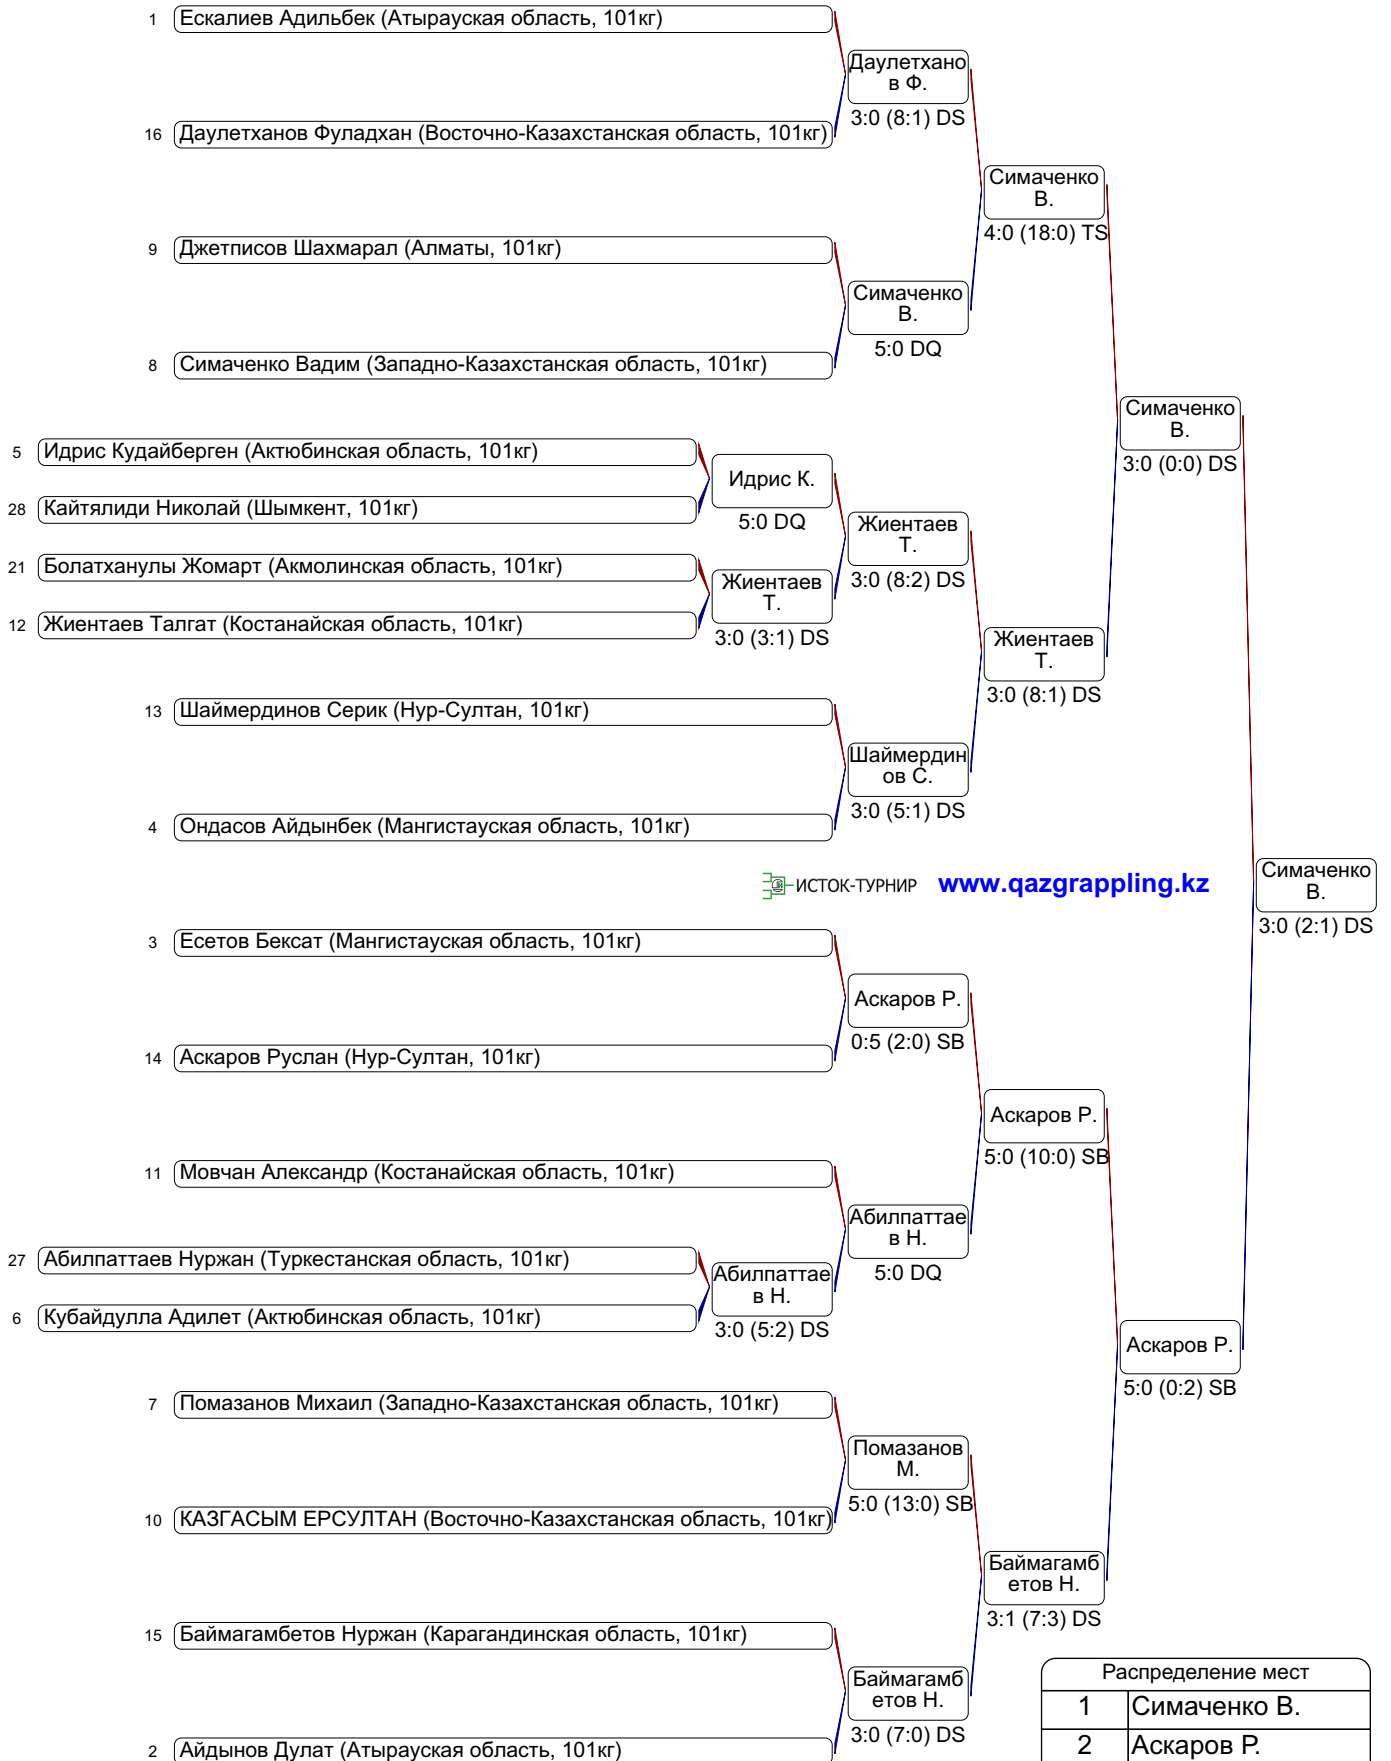 1 Ескалиев Адильбек (Атырауская область, 101кг)
Даулетхано
в Ф.
3:0 (8:1) DS
16 Даулетханов Фуладхан (Восточно-Казахстанская область, 101кг)
Симаченко
В.
4:0 (18:0) TS
9 Джетписов Шахмарал (Алматы, 101кг)
Симаченко
В.
5:0 DQ
8 Симаченко Вадим (Западно-Казахстанская область, 101кг)
Симаченко
В.
3:0 (0:0) DS
5 Идрис Кудайберген (Актюбинская область, 101кг)
Идрис К.
5:0 DQ
28 Кайтялиди Николай (Шымкент, 101кг)
Жиентаев
Т.
3:0 (8:2) DS
21 Болатханулы Жомарт (Акмолинская область, 101кг)
Жиентаев
Т.
3:0 (3:1) DS
12 Жиентаев Талгат (Костанайская область, 101кг)
Жиентаев
Т.
3:0 (8:1) DS
13 Шаймердинов Серик (Нур-Султан, 101кг)
Шаймердин
ов С.
3:0 (5:1) DS
4 Ондасов Айдынбек (Мангистауская область, 101кг)
ИСТОК-ТУРНИР www.qazgrappling.kz
Симаченко
В.
3:0 (2:1) DS
3 Есетов Бексат (Мангистауская область, 101кг)
Аскаров Р.
0:5 (2:0) SB
14 Аскаров Руслан (Нур-Султан, 101кг)
Аскаров Р.
5:0 (10:0) SB
11 Мовчан Александр (Костанайская область, 101кг)
Абилпаттае
в Н.
5:0 DQ
27 Абилпаттаев Нуржан (Туркестанская область, 101кг)
Абилпаттае
в Н.
3:0 (5:2) DS
6 Кубайдулла Адилет (Актюбинская область, 101кг)
Аскаров Р.
5:0 (0:2) SB
7 Помазанов Михаил (Западно-Казахстанская область, 101кг)
Помазанов
М.
5:0 (13:0) SB
10 КАЗГАСЫМ ЕРСУЛТАН (Восточно-Казахстанская область, 101кг)
Баймагамб
етов Н.
3:1 (7:3) DS
15 Баймагамбетов Нуржан (Карагандинская область, 101кг)
Баймагамб
етов Н.
3:0 (7:0) DS
2 Айдынов Дулат (Атырауская область, 101кг)
Распределение мест
1 Симаченко В.
2 Аскаров Р.